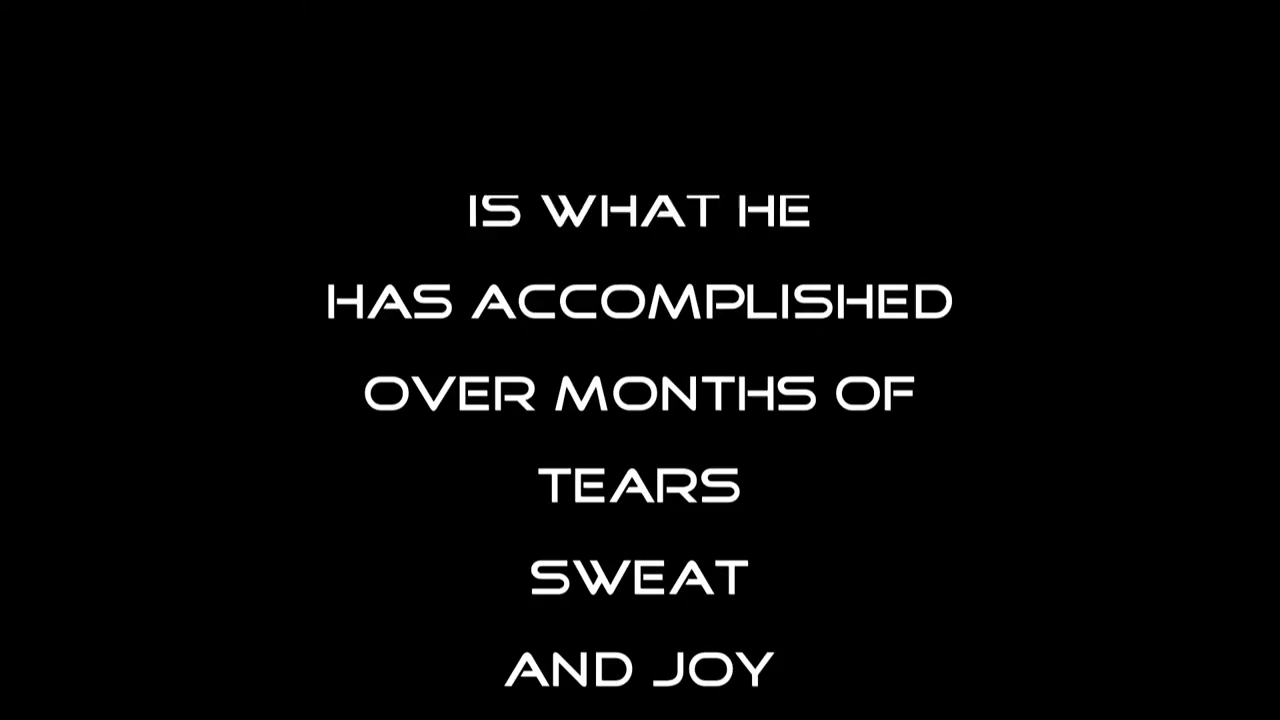 IS WHAT HE
HAS ACCOMPLISHED
OVER MONTHS OF
TEARS
SWEAT
AND JOY